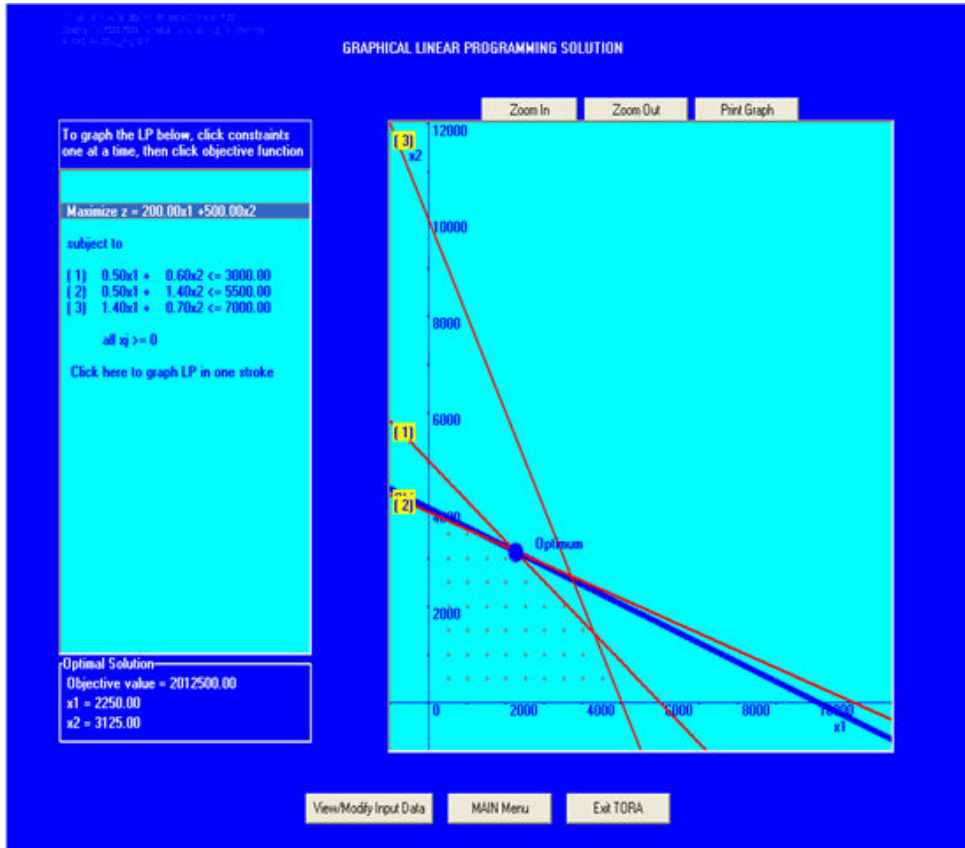 GRAPHICAL LINEAR PROGRAMMING SOLUTION
Zoom In
Zoom Out
Print Graph
To graph the LP below, click constraints
one at a time, then click objective function
Maximize z = 200.00x1 +500.00x2
subject to
( 1) 0.50x1 + 0.60x2 <= 3000.00
( 2) 0.50x1 + 1.40x2 <= 5500.00
( 3) 1.40x1 + 0.70x2 <= 7000.00
all xj >= 0
Click here to graph LP in one stroke
Optimal Solution
Objective value = 2012500.00
x1 = 2250.00
x2 = 3125.00
12000
( 3)
x2
10000
8000
6000
( 1)
( 2)
4000
Optimum
2000
0 2000 4000 6000 8000 10000
x1
View/Modify Input Data
MAIN Menu
Exit TORA